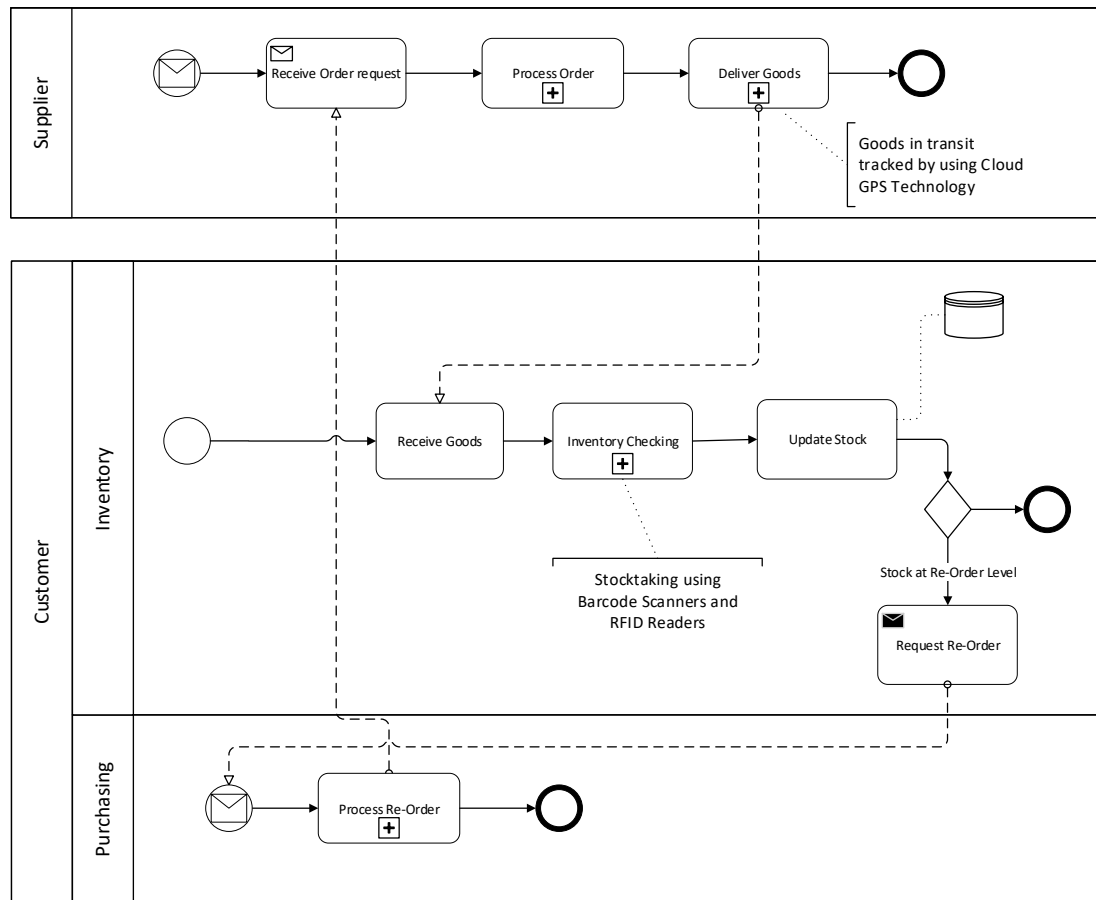 Supplier
Receive Order request
Process Order
Deliver Goods
Goods in transit
tracked by using Cloud
GPS Technology
Customer
Inventory
Receive Goods
Inventory Checking
Update Stock
Stocktaking using
Barcode Scanners and
RFID Readers
Stock at Re-Order Level
Request Re-Order
Purchasing
Process Re-Order